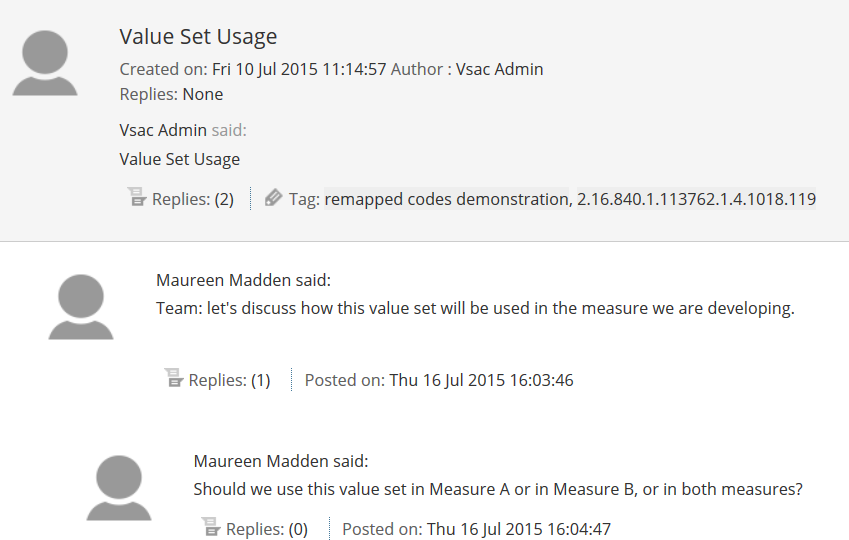 Value Set Usage
Created on: Fri 10 Jul 2015 11:14:57 Author : Vsac Admin
Replies: None
Vsac Admin said:
Value Set Usage
Replies: (2) Tag: remapped codes demonstration, 2.16.840.1.113762.1.4.1018.119
Maureen Madden said:
Team: let's discuss how this value set will be used in the measure we are developing.
Replies: (1) Posted on: Thu 16 Jul 2015 16:03:46
Maureen Madden said:
Should we use this value set in Measure A or in Measure B, or in both measures?
Replies: (0) Posted on: Thu 16 Jul 2015 16:04:47